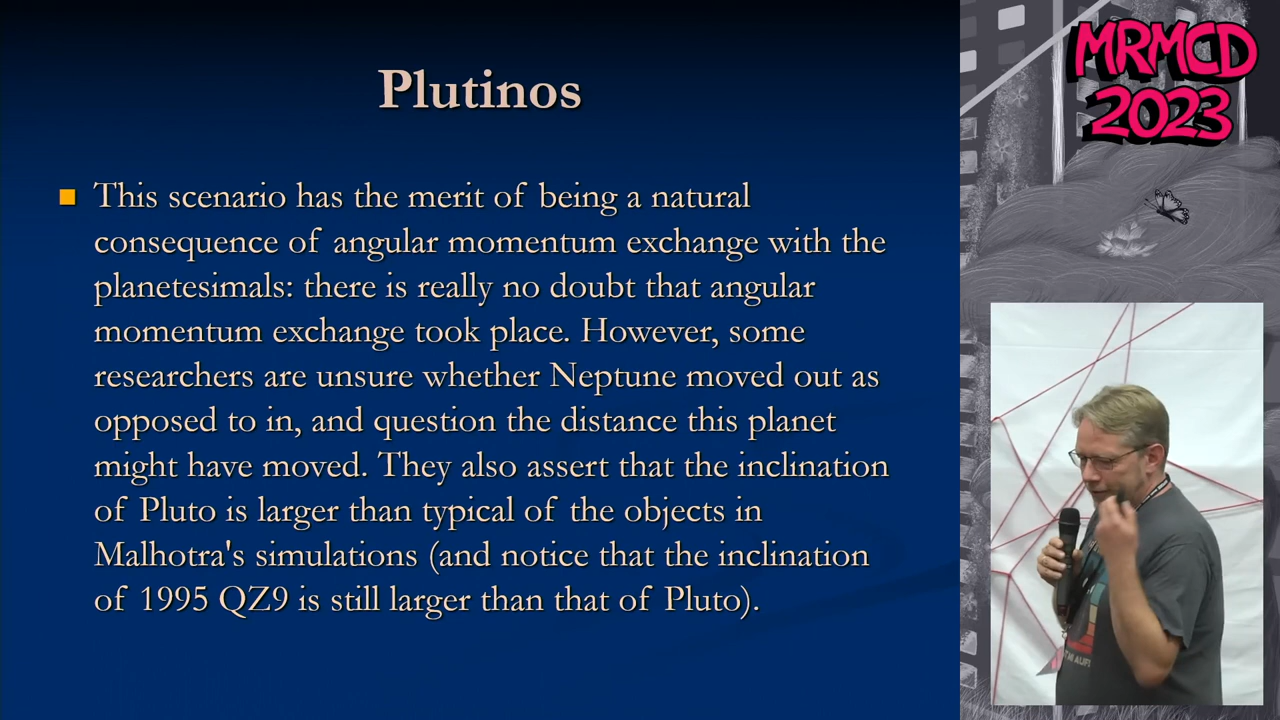 Plutinos
This scenario has the merit of being a natural
consequence of angular momentum exchange with the
planetesimals: there is really no doubt that angular
momentum exchange took place. However, some
researchers are unsure whether Neptune moved out as
opposed to in, and question the distance this planet
might have moved. They also assert that the inclination
of Pluto is larger than typical of the objects in
Malhotra's simulations (and notice that the inclination
of 1995 QZ9 is still larger than that of Pluto).
MRMCD
2023